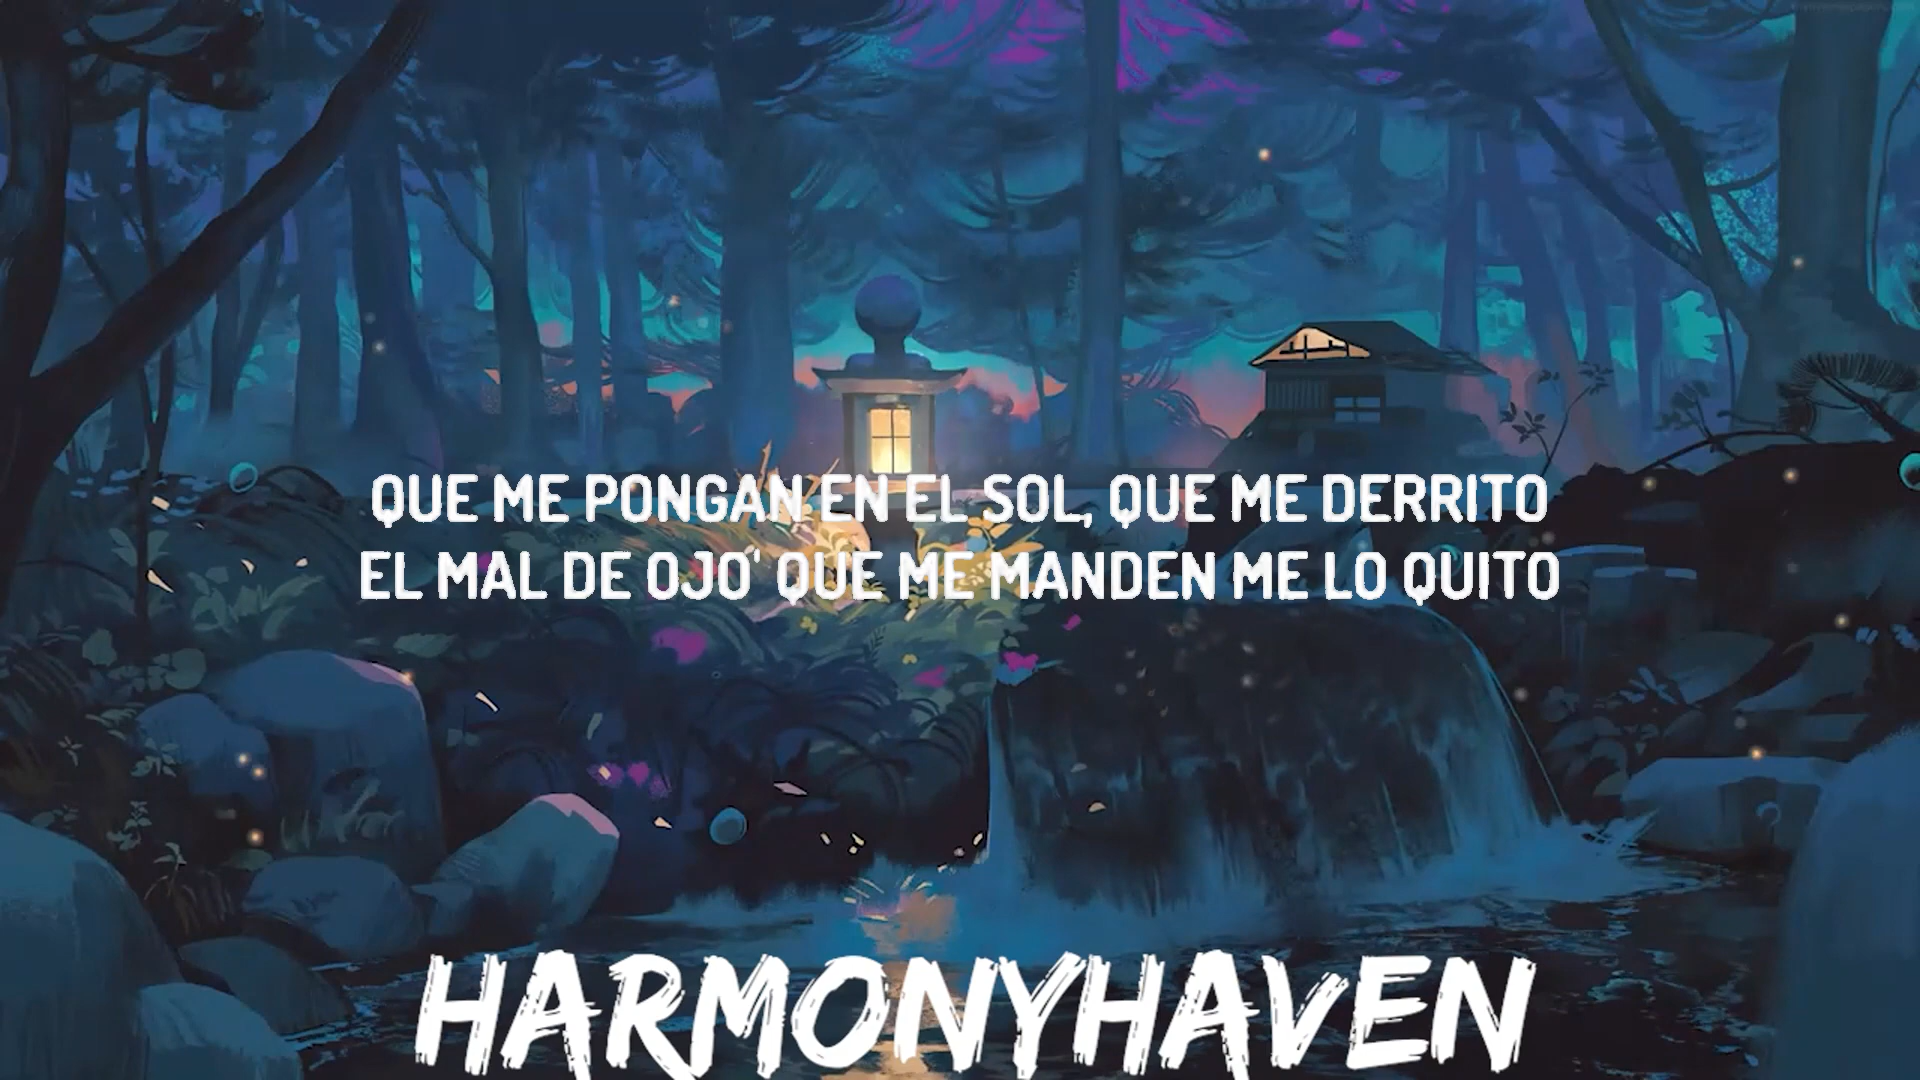 QUE ME PONGAN EN EL SOL, QUE ME DERRITO
EL MAL DE OJO' QUE ME MANDEN ME LO QUITO
HARMONYHAVEN